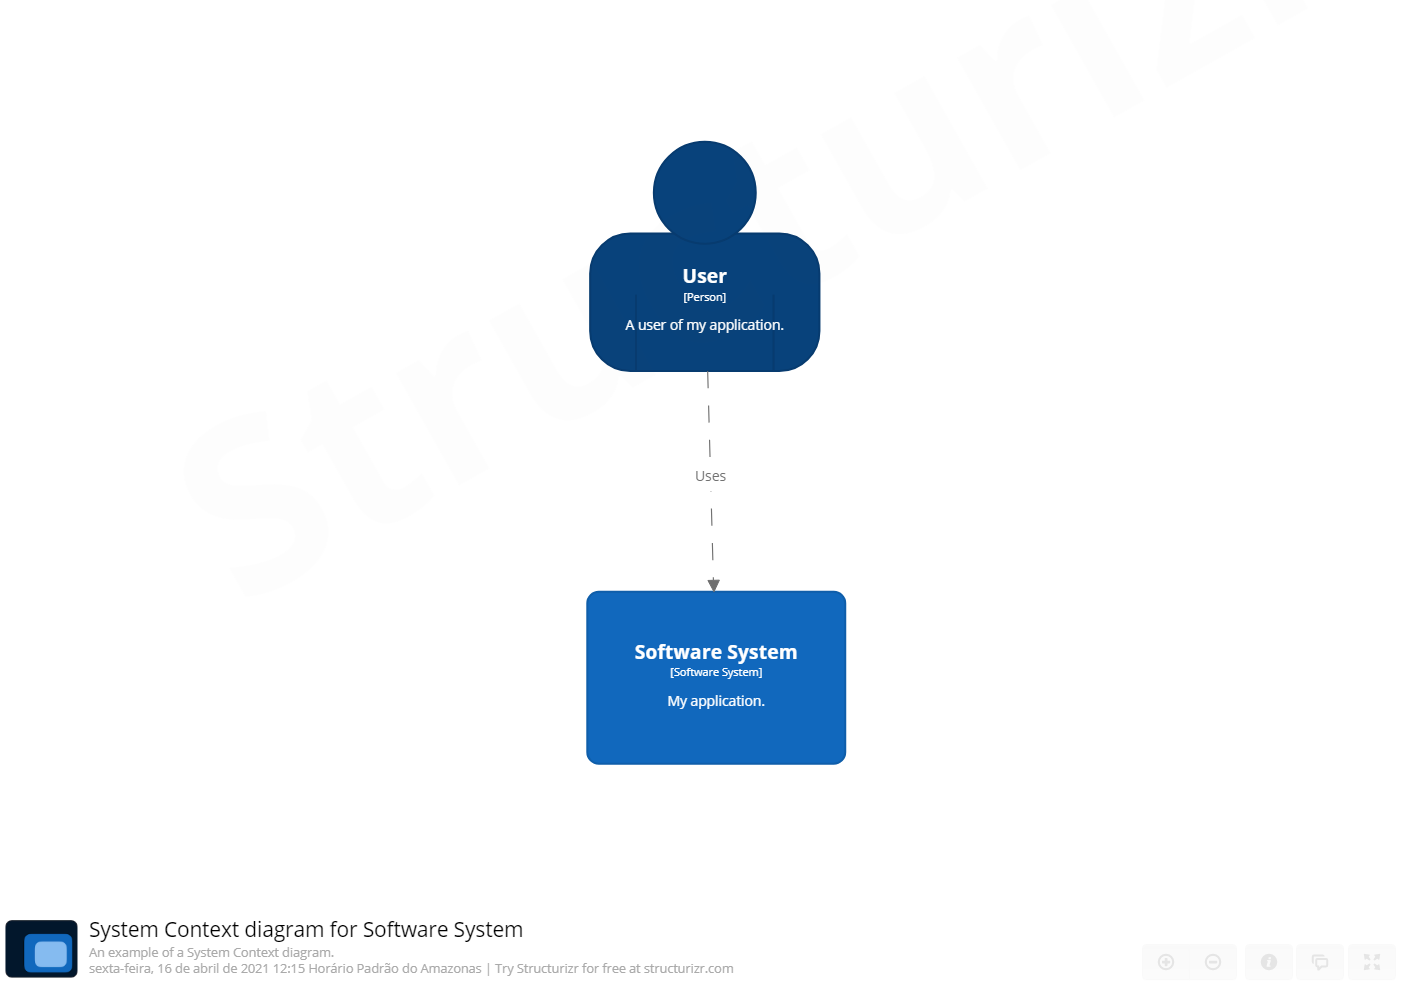 Structuriz
User
[Person]
A user of my application.
Uses
Software System
[Software System]
My application.
System Context diagram for Software System
An example of a System Context diagram.
sexta-feira, 16 de abril de 2021 12:15 Horário Padrão do Amazonas | Try Structurizr for free at structurizr.com